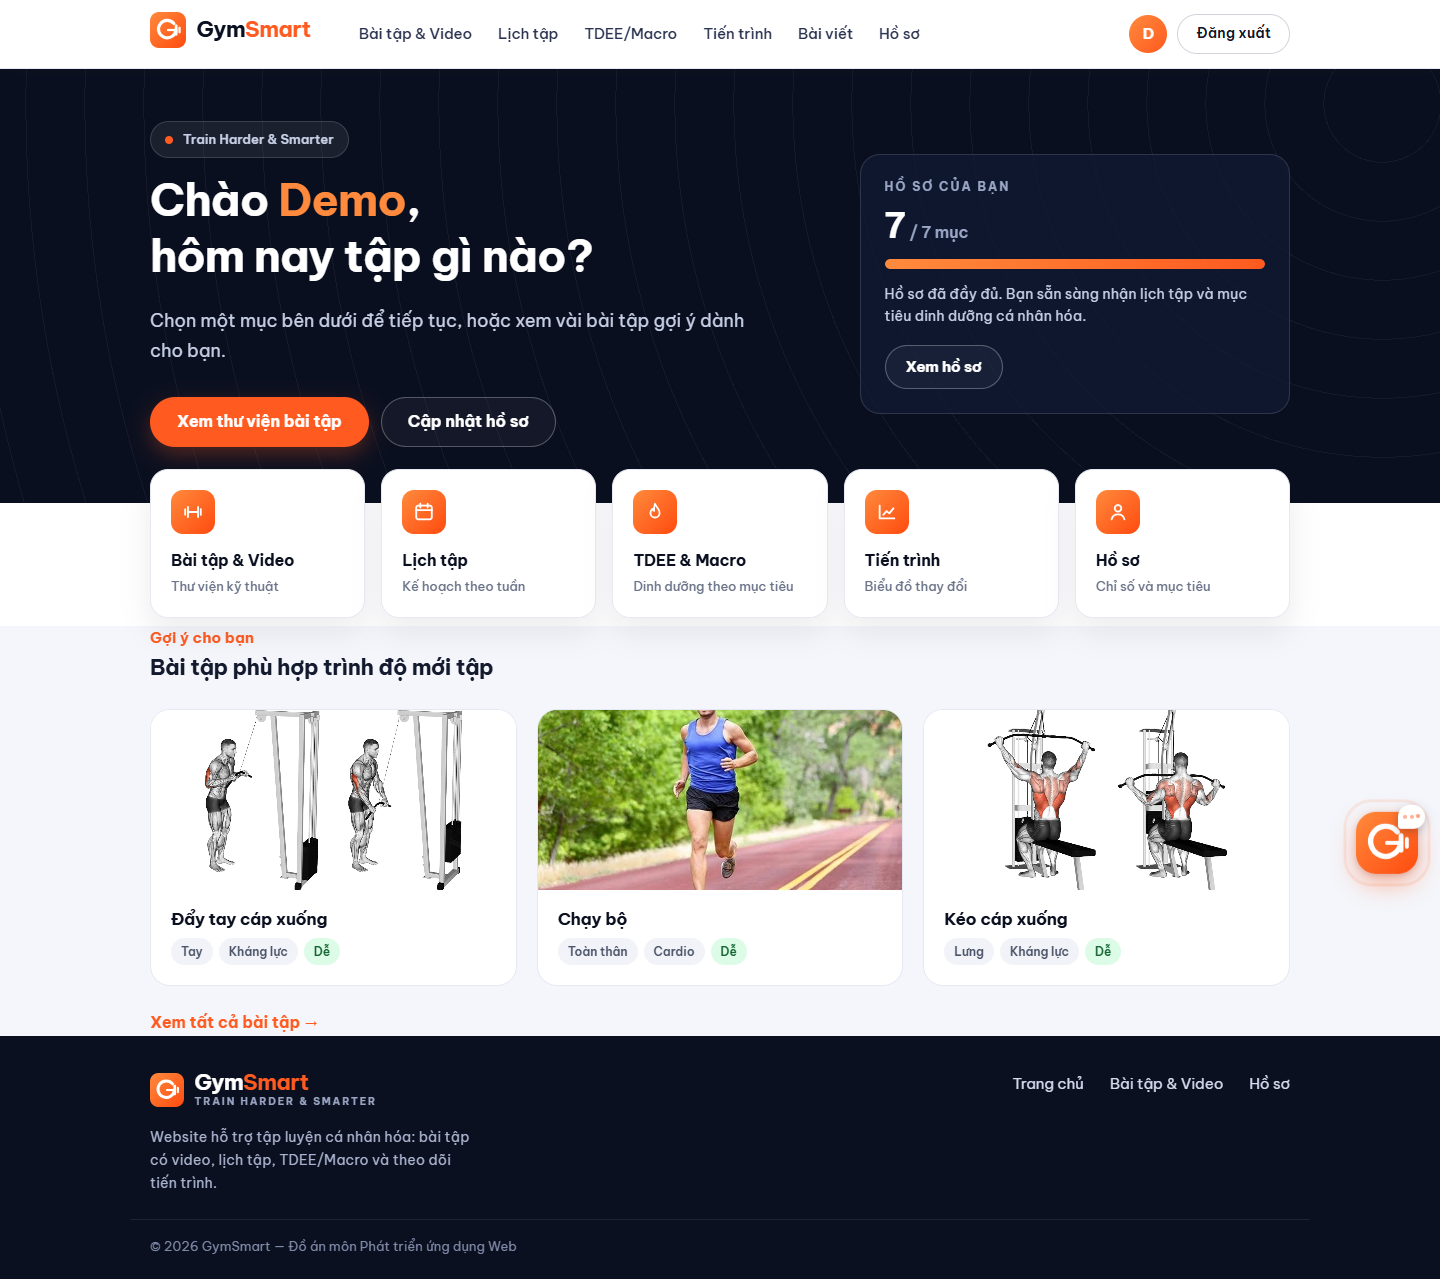 GymSmart
Bài tập & Video
Lịch tập
TDEE/Macro
Tiến trình
Bài viết
Hồ sơ
D
Đăng xuất
Train Harder & Smarter
Chào Demo,
hôm nay tập gì nào?
Chọn một mục bên dưới để tiếp tục, hoặc xem vài bài tập gợi ý dành
cho bạn.
Xem thư viện bài tập
Cập nhật hồ sơ
HỒ SƠ CỦA BẠN
7 / 7 mục
Hồ sơ đã đầy đủ. Bạn sẵn sàng nhận lịch tập và mục
tiêu dinh dưỡng cá nhân hóa.
Xem hồ sơ
Bài tập & Video
Thư viện kỹ thuật
Lịch tập
Kế hoạch theo tuần
TDEE & Macro
Dinh dưỡng theo mục tiêu
Tiến trình
Biểu đồ thay đổi
Hồ sơ
Chỉ số và mục tiêu
Gợi ý cho bạn
Bài tập phù hợp trình độ mới tập
Đẩy tay cáp xuống
Tay
Kháng lực
Dễ
Chạy bộ
Toàn thân
Cardio
Dễ
Kéo cáp xuống
Lưng
Kháng lực
Dễ
Xem tất cả bài tập →
GymSmart
TRAIN HARDER & SMARTER
Website hỗ trợ tập luyện cá nhân hóa: bài tập
có video, lịch tập, TDEE/Macro và theo dõi
tiến trình.
Trang chủ
Bài tập & Video
Hồ sơ
© 2026 GymSmart — Đồ án môn Phát triển ứng dụng Web